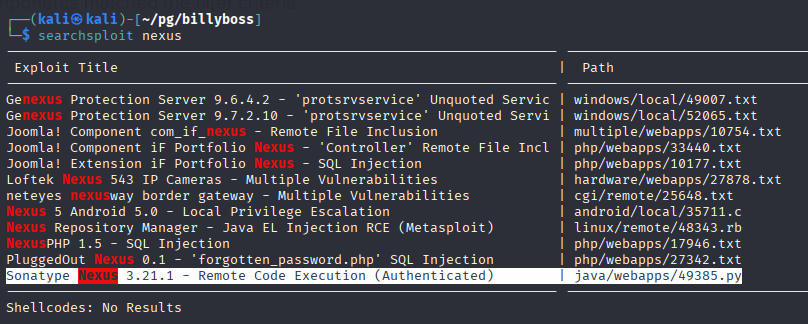 ┌──(kali㉿kali)-[~/pg/billyboss]
└─$ searchsploit nexus
Exploit Title | Path
Genexus Protection Server 9.6.4.2 - 'protsrvservice' Unquoted Servic | windows/local/49007.txt
Genexus Protection Server 9.7.2.10 - 'protsrvservice' Unquoted Servi | windows/local/52065.txt
Joomla! Component com_if_nexus - Remote File Inclusion | multiple/webapps/10754.txt
Joomla! Component iF Portfolio Nexus - 'Controller' Remote File Incl | php/webapps/33440.txt
Joomla! Extension iF Portfolio Nexus - SQL Injection | php/webapps/10177.txt
Loftek Nexus 543 IP Cameras - Multiple Vulnerabilities | hardware/webapps/27878.txt
neteyes nexusway border gateway - Multiple Vulnerabilities | cgi/remote/25648.txt
Nexus 5 Android 5.0 - Local Privilege Escalation | android/local/35711.c
Nexus Repository Manager - Java EL Injection RCE (Metasploit) | linux/remote/48343.rb
NexusPHP 1.5 - SQL Injection | php/webapps/17946.txt
PluggedOut Nexus 0.1 - 'forgotten_password.php' SQL Injection | php/webapps/27342.txt
Sonatype Nexus 3.21.1 - Remote Code Execution (Authenticated) | java/webapps/49385.py
Shellcodes: No Results